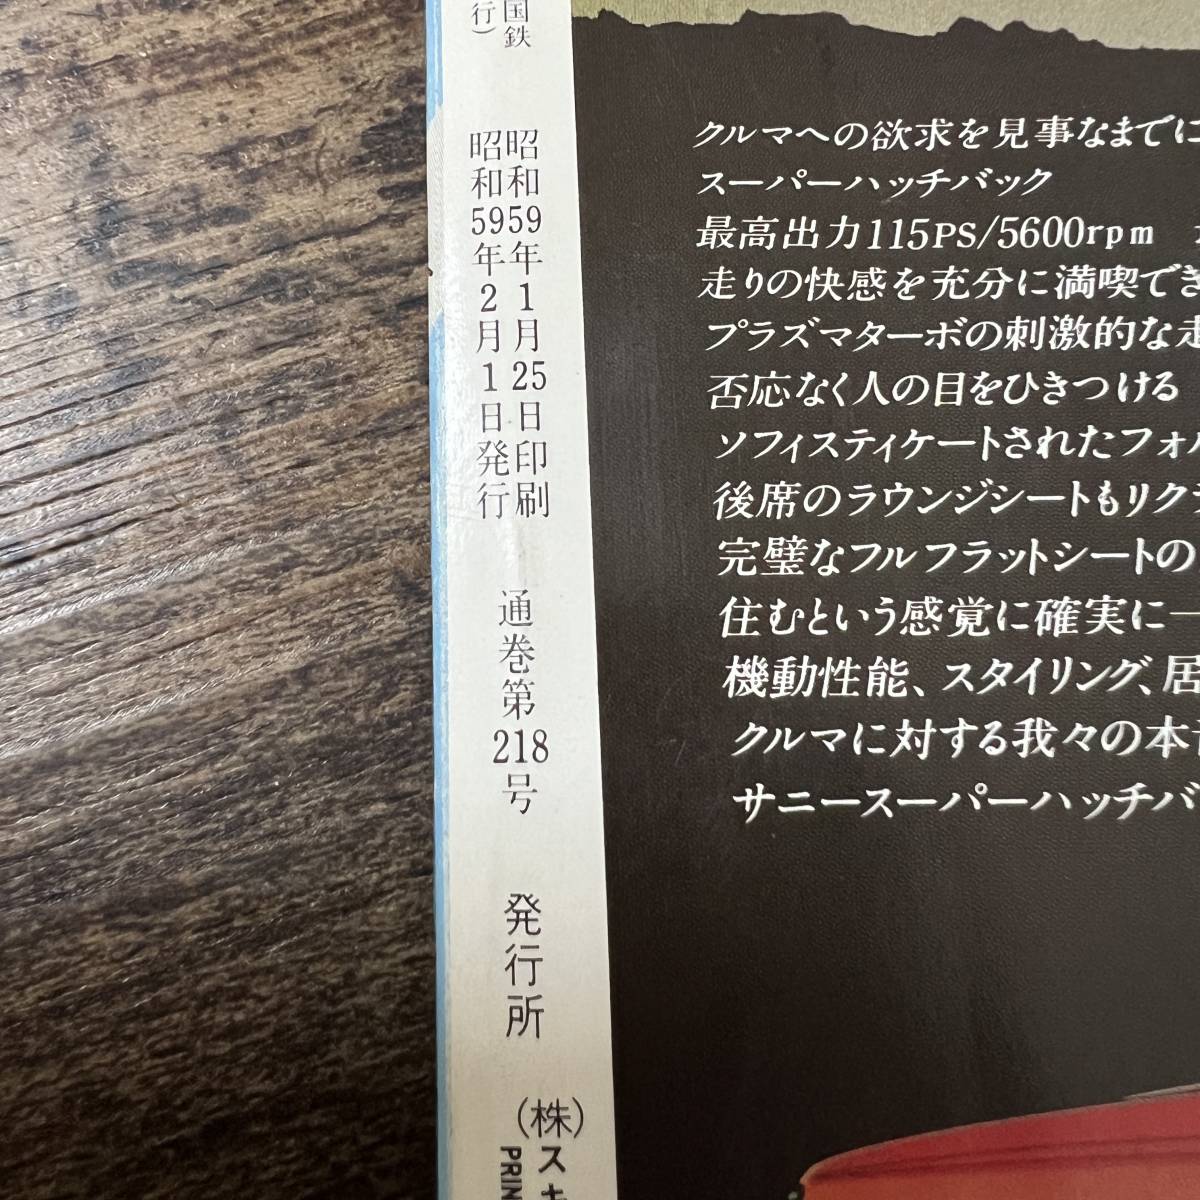 国鉄
行）
昭和59年1月25日印刷
昭和59年2月1日発行
通巻第218号
発行所
(株)スキ
PRIN
クルマへの欲求を見事なまでに
スーパーハッチバック
最高出力115PS/5600rpm
走りの快感を充分に満喫でき
プラズマターボの刺激的な走
否応なく人の目をひきつける
ソフィスティケートされたフォル
後席のラウンジシートもリクラ
完璧なフルフラットシートの
住むという感覚に確実に—
機動性能、スタイリング、居
クルマに対する我々の本
サニースーパーハッチバ